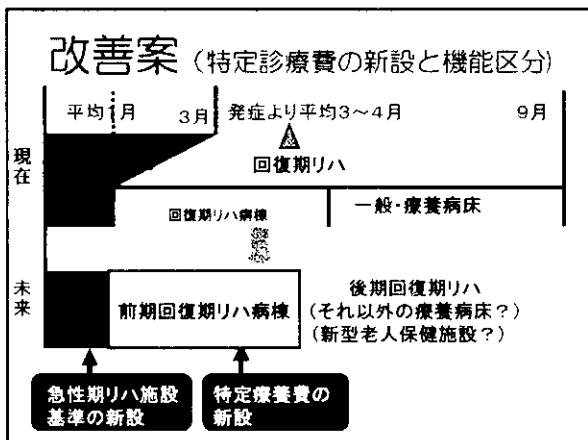 改善案(特定診療費の新設と機能区分)
平均1月
3月
発症より平均3～4月
9月
現在
回復期リハ
回復期リハ病棟
一般・療養病床
未来
前期回復期リハ病棟
後期回復期リハ
(それ以外の療養病床?)
(新型老人保健施設?)
急性期リハ施設
基準の新設
特定療養費の
新設